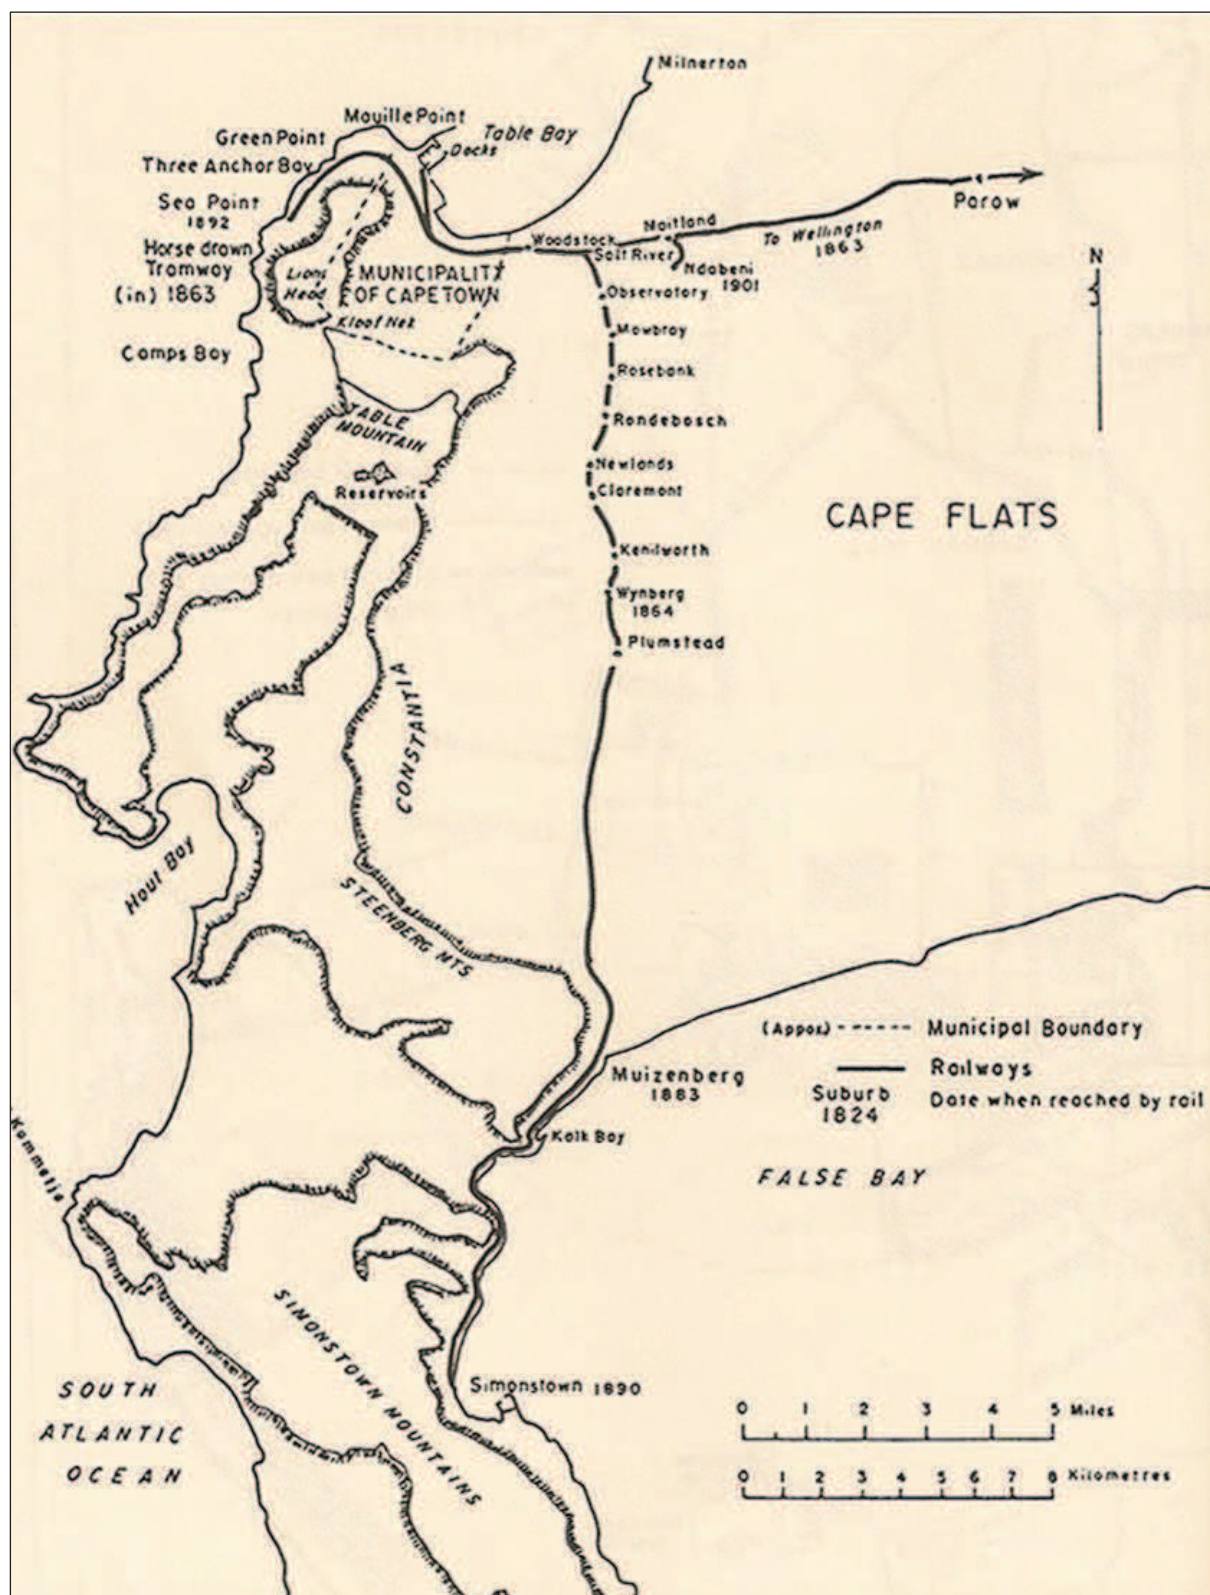 Milnerton
Mouille Point
Green Point
Table Bay
Docks
Three Anchor Bay
Sea Point
1892
Parow
Maitland
Woodstock
To Wellington
1863
Horse drawn
Tramway
(in) 1863
Salt River
Ndabeni
1901
N
Lions
Head
MUNICIPALITY
OF CAPETOWN
Observatory
Kloof Nek
Mowbray
Camps Bay
Rosebank
TABLE
MOUNTAIN
Rondebosch
Newlands
Reservoirs
Claremont
CAPE FLATS
Kenilworth
Wynberg
1864
Plumstead
CONSTANTIA
Hout Bay
STEENBERG MTS
(Appox.) Municipal Boundary
Railways
Muizenberg
1883
Suburb
1824
Date when reached by rail
Kalk Bay
Kommetje
FALSE BAY
SIMONSTOWN MOUNTAINS
Simonstown 1890
SOUTH
ATLANTIC
OCEAN
0 1 2 3 4 5 Miles
0 1 2 3 4 5 6 7 8 Kilometres